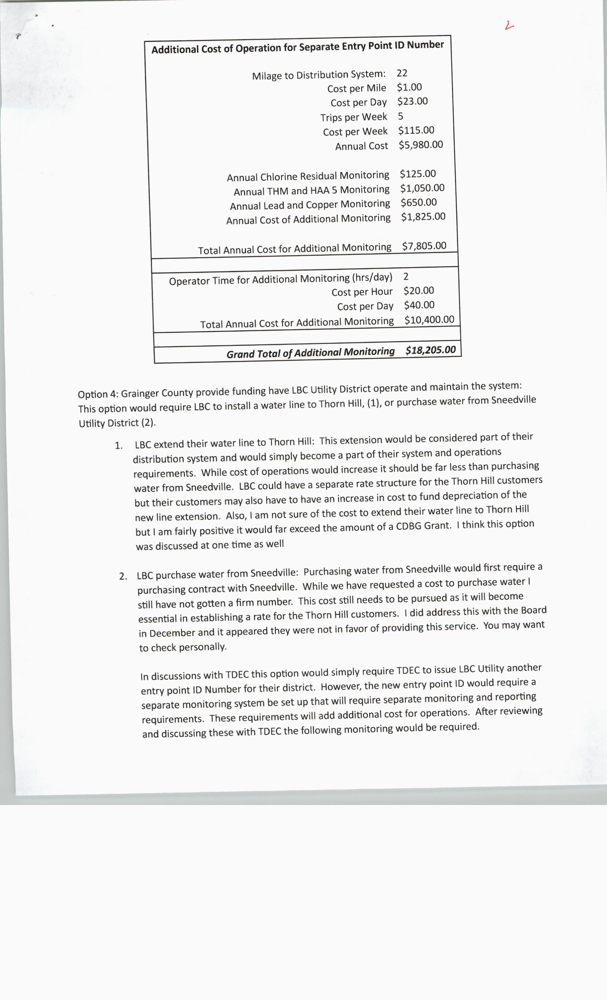 2
Additional Cost of Operation for Separate Entry Point ID Number
Milage to Distribution System: 22
Cost per Mile $1.00
Cost per Day $23.00
Trips per Week 5
Cost per Week $115.00
Annual Cost $5,980.00
Annual Chlorine Residual Monitoring $125.00
Annual THM and HAA 5 Monitoring $1,050.00
Annual Lead and Copper Monitoring $650.00
Annual Cost of Additional Monitoring $1,825.00
Total Annual Cost for Additional Monitoring $7,805.00
Operator Time for Additional Monitoring (hrs/day) 2
Cost per Hour $20.00
Cost per Day $40.00
Total Annual Cost for Additional Monitoring $10,400.00
Grand Total of Additional Monitoring $18,205.00
Option 4: Grainger County provide funding have LBC Utility District operate and maintain the system:
This option would require LBC to install a water line to Thorn Hill, (1), or purchase water from Sneedville
Utility District (2).
1. LBC extend their water line to Thorn Hill: This extension would be considered part of their
distribution system and would simply become a part of their system and operations
requirements. While cost of operations would increase it should be far less than purchasing
water from Sneedville. LBC could have a separate rate structure for the Thorn Hill customers
but their customers may also have to have an increase in cost to fund depreciation of the
new line extension. Also, I am not sure of the cost to extend their water line to Thorn Hill
but I am fairly positive it would far exceed the amount of a CDBG Grant. I think this option
was discussed at one time as well
2. LBC purchase water from Sneedville: Purchasing water from Sneedville would first require a
purchasing contract with Sneedville. While we have requested a cost to purchase water I
still have not gotten a firm number. This cost still needs to be pursued as it will become
essential in establishing a rate for the Thorn Hill customers. I did address this with the Board
in December and it appeared they were not in favor of providing this service. You may want
to check personally.
In discussions with TDEC this option would simply require TDEC to issue LBC Utility another
entry point ID Number for their district. However, the new entry point ID would require a
separate monitoring system be set up that will require separate monitoring and reporting
requirements. These requirements will add additional cost for operations. After reviewing
and discussing these with TDEC the following monitoring would be required.